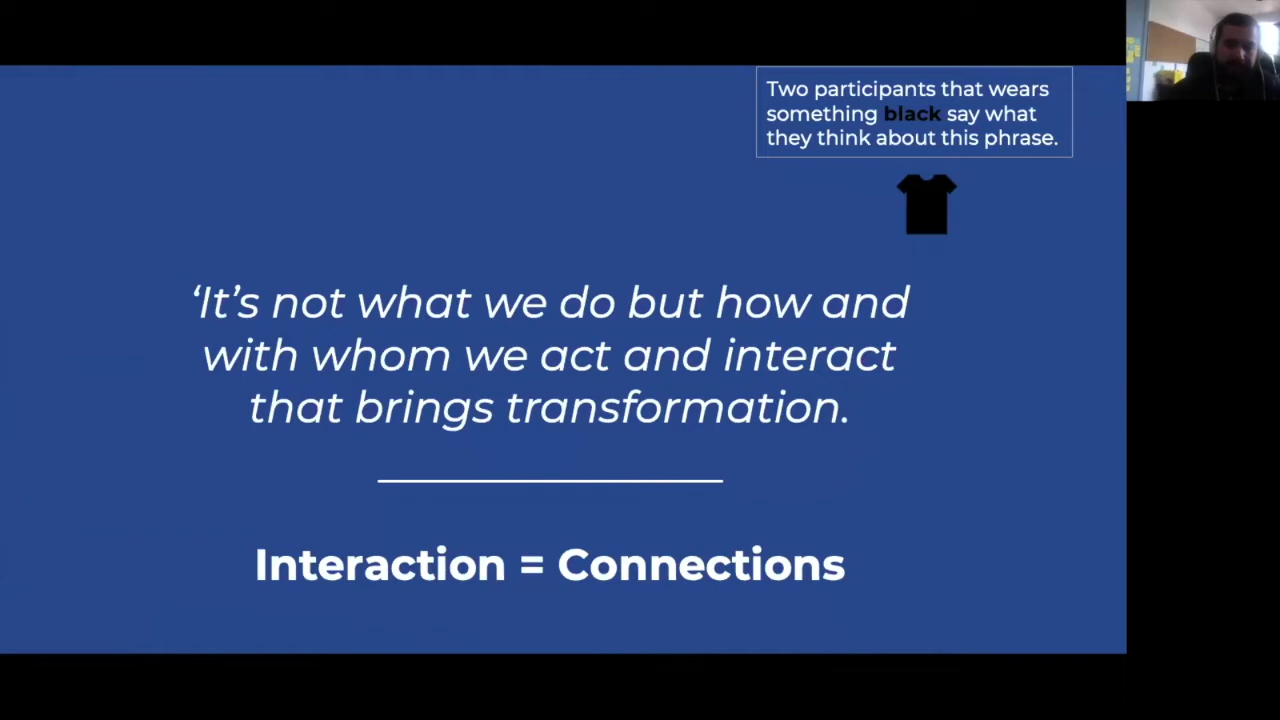 Two participants that wears
something black say what
they think about this phrase.
‘It’s not what we do but how and
with whom we act and interact
that brings transformation.
Interaction = Connections